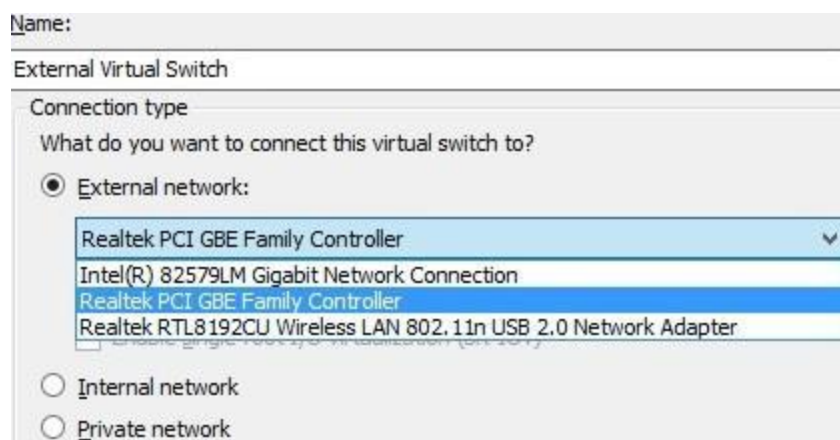 Name:
External Virtual Switch
Connection type
What do you want to connect this virtual switch to?
External network:
Realtek PCI GBE Family Controller
Intel(R) 82579LM Gigabit Network Connection
Realtek PCI GBE Family Controller
Realtek RTL8192CU Wireless LAN 802.11n USB 2.0 Network Adapter
Internal network
Private network